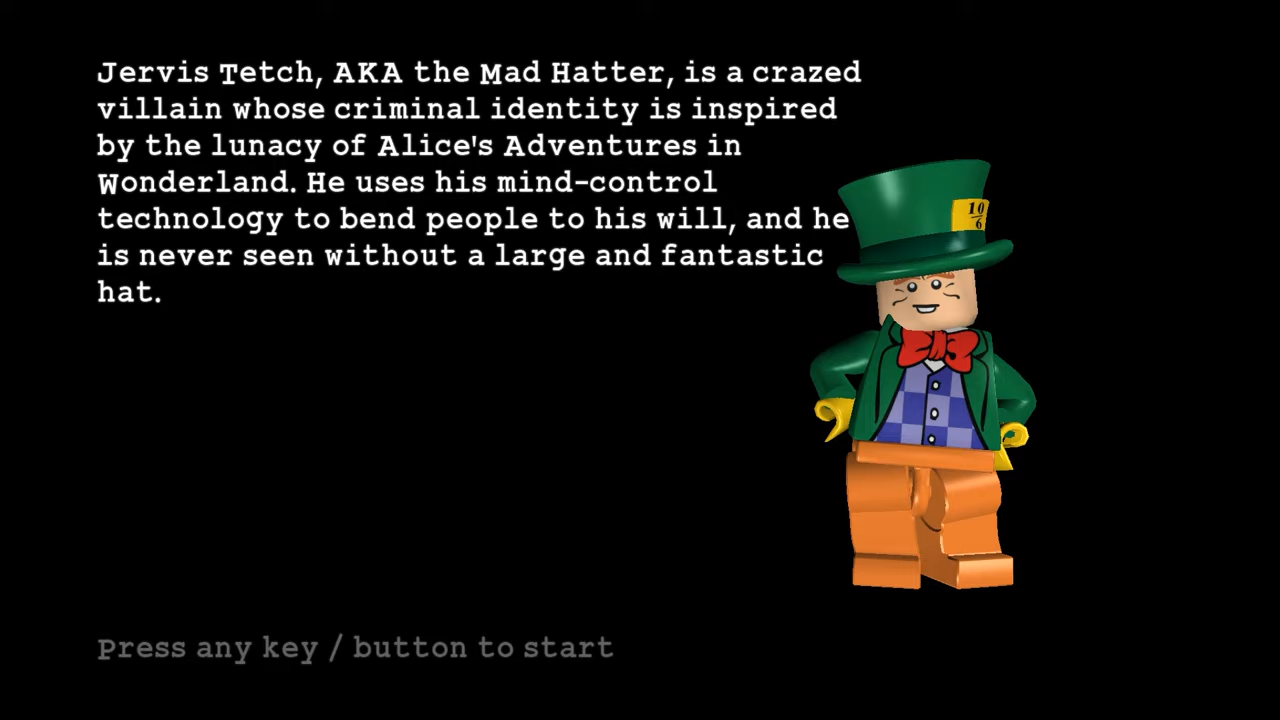 Jervis Tetch, AKA the Mad Hatter, is a crazed
villain whose criminal identity is inspired
by the lunacy of Alice's Adventures in
Wonderland. He uses his mind-control
technology to bend people to his will, and he
is never seen without a large and fantastic
hat.
10
6
Press any key / button to start